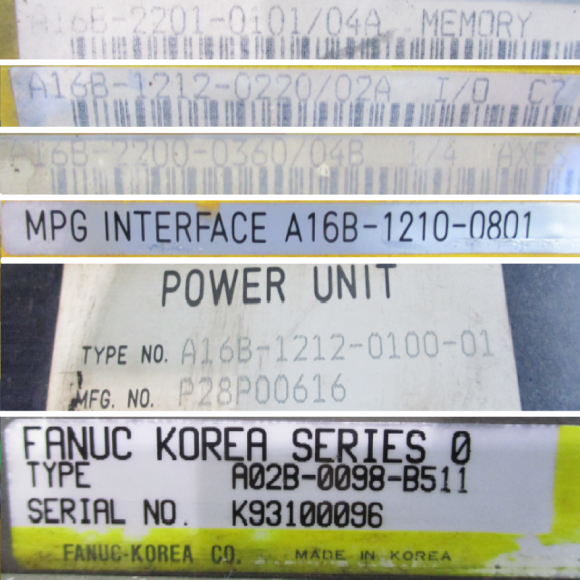 A16B-2201-0101/04A MEMORY
A16B-1212-0220/02A I/O C7
A16B-2200-0360/04B 1/4 AXES
MPG INTERFACE A16B-1210-0801
POWER UNIT
TYPE NO. A16B-1212-0100-01
MFG. NO. P28P00616
FANUC KOREA SERIES 0
TYPE A02B-0098-B511
SERIAL NO. K93100096
FANUC-KOREA CO. MADE IN KOREA